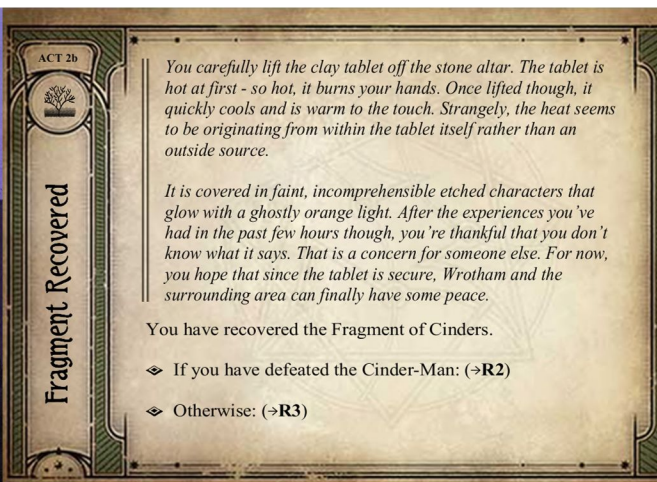 ACT 2b
Fragment Recovered
You carefully lift the clay tablet off the stone altar. The tablet is
hot at first - so hot, it burns your hands. Once lifted though, it
quickly cools and is warm to the touch. Strangely, the heat seems
to be originating from within the tablet itself rather than an
outside source.
It is covered in faint, incomprehensible etched characters that
glow with a ghostly orange light. After the experiences you've
had in the past few hours though, you're thankful that you don't
know what it says. That is a concern for someone else. For now,
you hope that since the tablet is secure, Wrotham and the
surrounding area can finally have some peace.
You have recovered the Fragment of Cinders.
If you have defeated the Cinder-Man: (→R2)
Otherwise: (→R3)